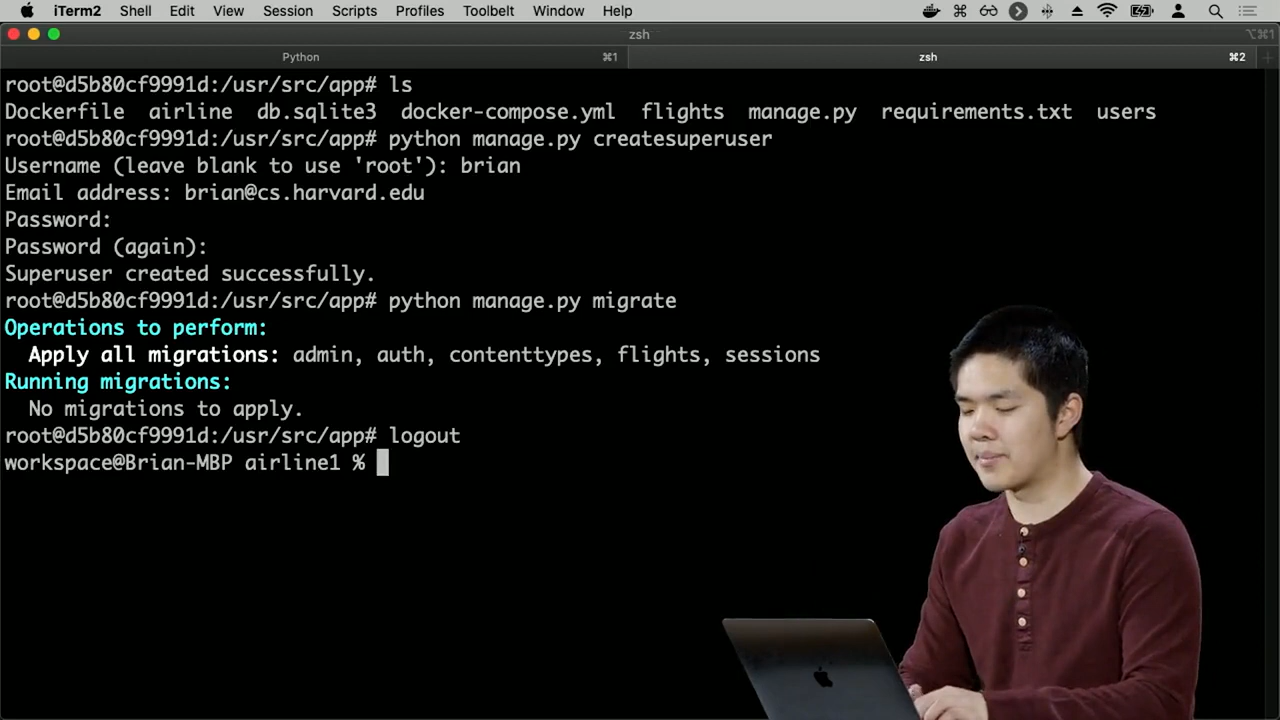 iTerm2 Shell Edit View Session Scripts Profiles Toolbelt Window Help
zsh
⌥⌘1
Python ⌘1 zsh ⌘2
root@d5b80cf9991d:/usr/src/app# ls
Dockerfile airline db.sqlite3 docker-compose.yml flights manage.py requirements.txt users
root@d5b80cf9991d:/usr/src/app# python manage.py createsuperuser
Username (leave blank to use 'root'): brian
Email address: brian@cs.harvard.edu
Password:
Password (again):
Superuser created successfully.
root@d5b80cf9991d:/usr/src/app# python manage.py migrate
Operations to perform:
Apply all migrations: admin, auth, contenttypes, flights, sessions
Running migrations:
No migrations to apply.
root@d5b80cf9991d:/usr/src/app# logout
workspace@Brian-MBP airline1 %